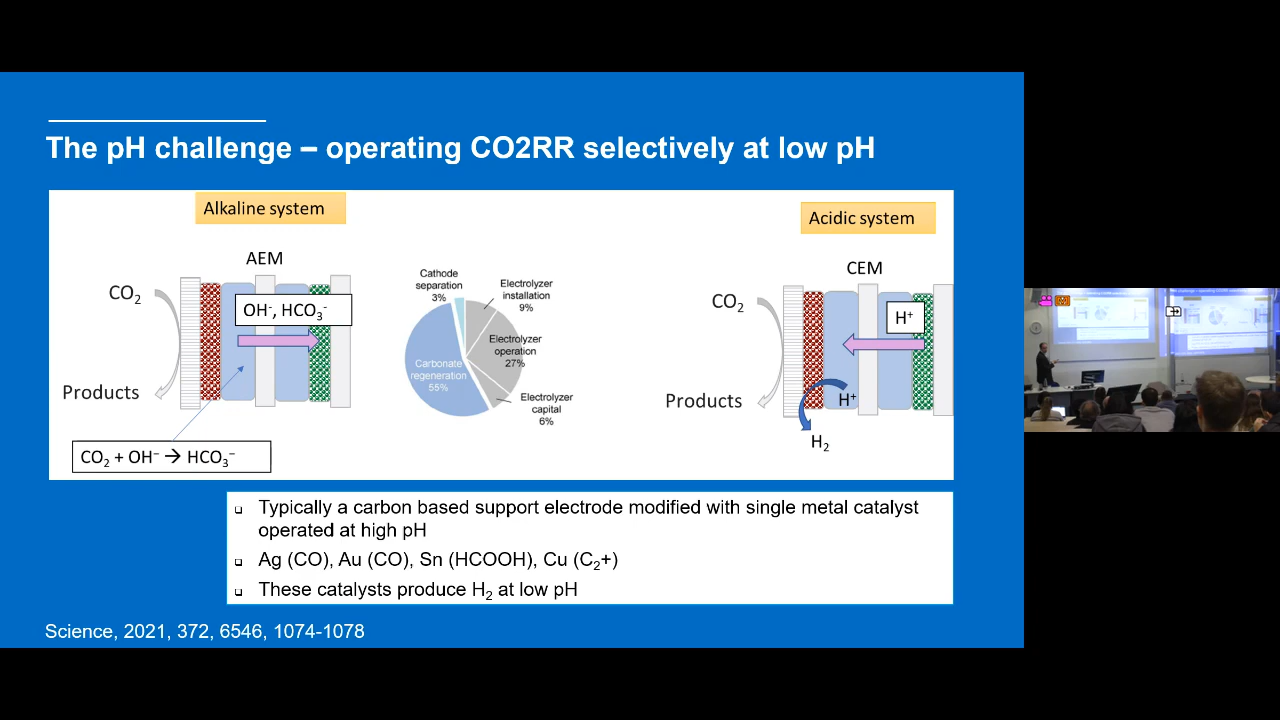 The pH challenge – operating CO2RR selectively at low pH
Alkaline system
AEM
CO₂
OH⁻, HCO₃⁻
Products
CO₂ + OH⁻ → HCO₃⁻
Cathode
separation
3%
Electrolyzer
installation
9%
Electrolyzer
operation
27%
Carbonate
regeneration
55%
Electrolyzer
capital
6%
Acidic system
CEM
CO₂
H⁺
Products
H⁺
H₂
Typically a carbon based support electrode modified with single metal catalyst
operated at high pH
Ag (CO), Au (CO), Sn (HCOOH), Cu (C₂+)
These catalysts produce H₂ at low pH
Science, 2021, 372, 6546, 1074-1078